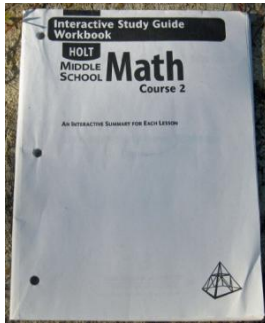 Interactive Study Guide
Workbook
HOLT
MIDDLE
SCHOOL Math
Course 2
AN INTERACTIVE SUMMARY FOR EACH LESSON